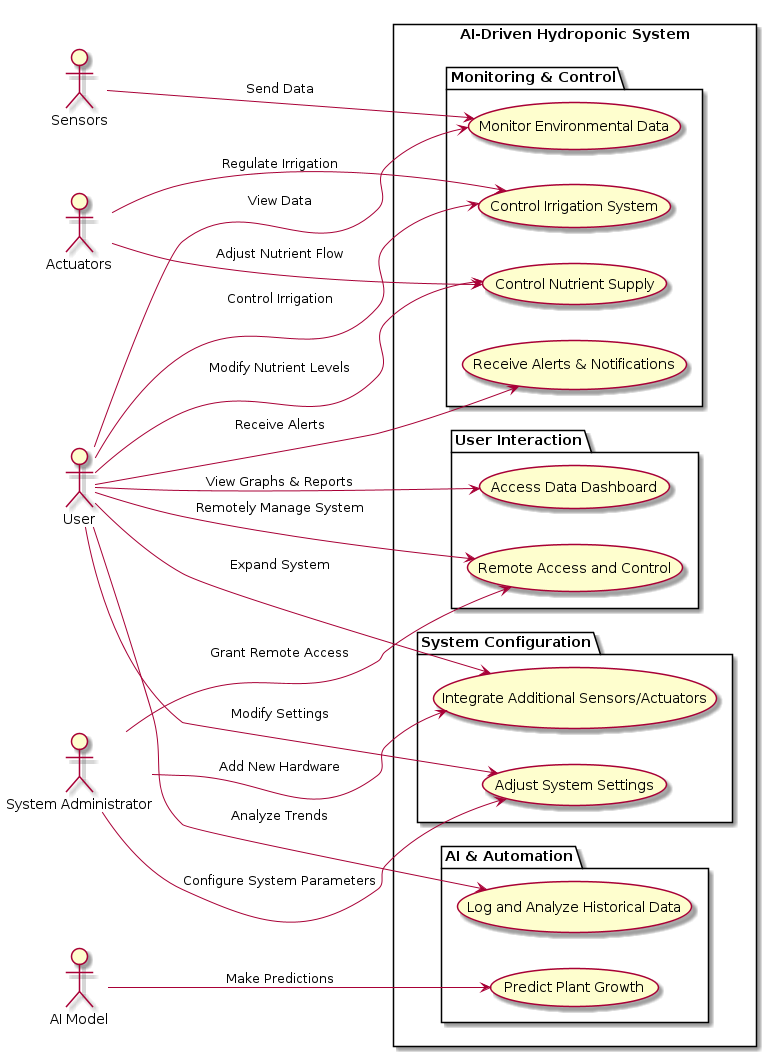 AI-Driven Hydroponic System
Monitoring & Control
Sensors
Send Data
Monitor Environmental Data
Regulate Irrigation
View Data
Control Irrigation System
Actuators
Adjust Nutrient Flow
Control Nutrient Supply
Control Irrigation
Modify Nutrient Levels
Receive Alerts & Notifications
Receive Alerts
User Interaction
View Graphs & Reports
Access Data Dashboard
User
Remotely Manage System
Expand System
Remote Access and Control
System Configuration
Grant Remote Access
Integrate Additional Sensors/Actuators
Modify Settings
Add New Hardware
Adjust System Settings
System Administrator
Analyze Trends
AI & Automation
Configure System Parameters
Log and Analyze Historical Data
Make Predictions
Predict Plant Growth
AI Model